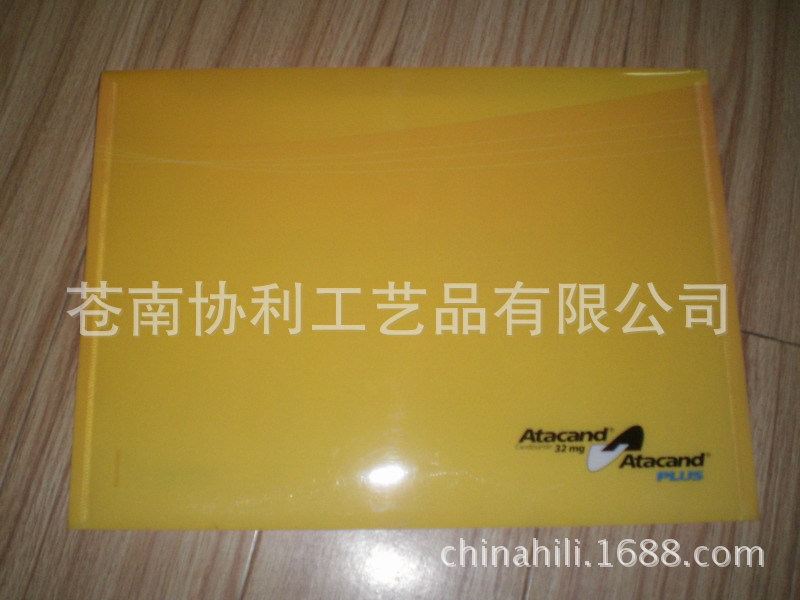 苍南协利工艺品有限公司
Atacand®
Candesartan 32 mg
Atacand®
PLUS
chinahili.1688.com